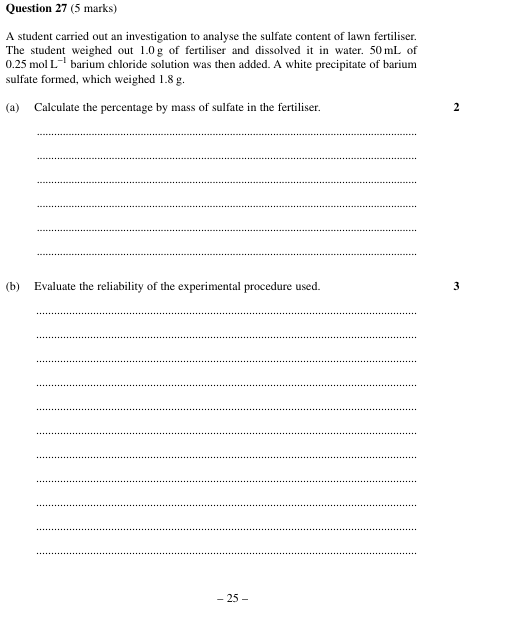 Question 27 (5 marks)
A student carried out an investigation to analyse the sulfate content of lawn fertiliser.
The student weighed out 1.0 g of fertiliser and dissolved it in water. 50 mL of
0.25 mol L⁻¹ barium chloride solution was then added. A white precipitate of barium
sulfate formed, which weighed 1.8 g.
(a) Calculate the percentage by mass of sulfate in the fertiliser. 2
(b) Evaluate the reliability of the experimental procedure used. 3
– 25 –